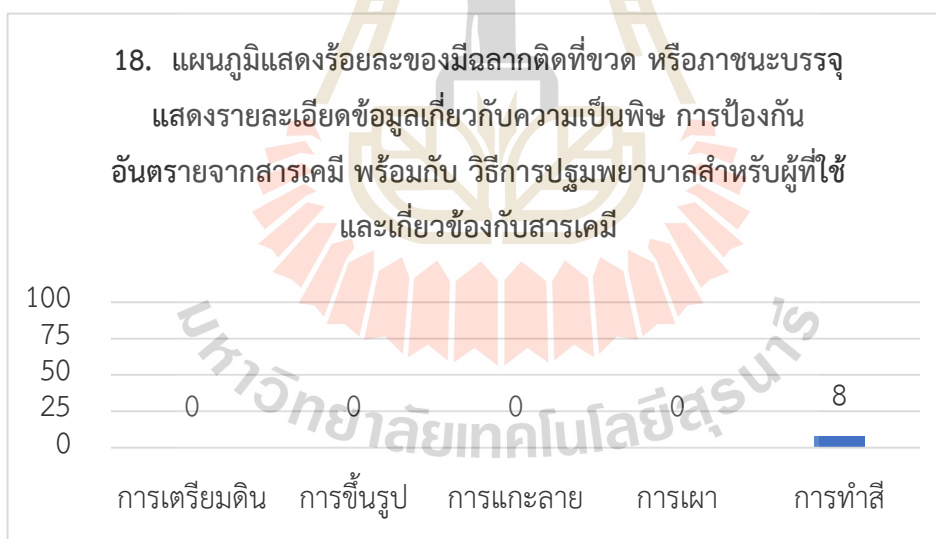 18. แผนภูมิแสดงร้อยละของมีฉลากติดที่ขวด หรือภาชนะบรรจุ
แสดงรายละเอียดข้อมูลเกี่ยวกับความเป็นพิษ การป้องกัน
อันตรายจากสารเคมี พร้อมกับ วิธีการปฐมพยาบาลสำหรับผู้ที่ใช้
และเกี่ยวข้องกับสารเคมี
100
75
50
25
0
0 0 0 0 8
การเตรียมดิน การขึ้นรูป การแกะลาย การเผา การทำสี
มหาวิทยาลัยเทคโนโลยีสุรนารี